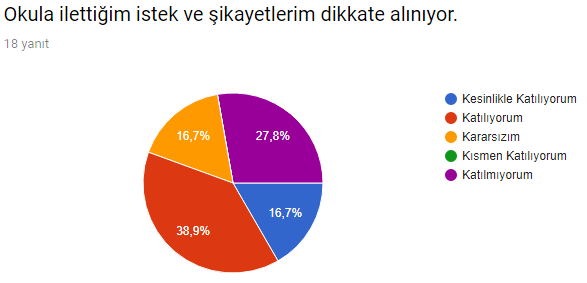 Okula ilettiğim istek ve şikayetlerim dikkate alınıyor.
18 yanıt
16,7%
27,8%
38,9%
16,7%
Kesinlikle Katılıyorum
Katılıyorum
Kararsızım
Kısmen Katılıyorum
Katılmıyorum